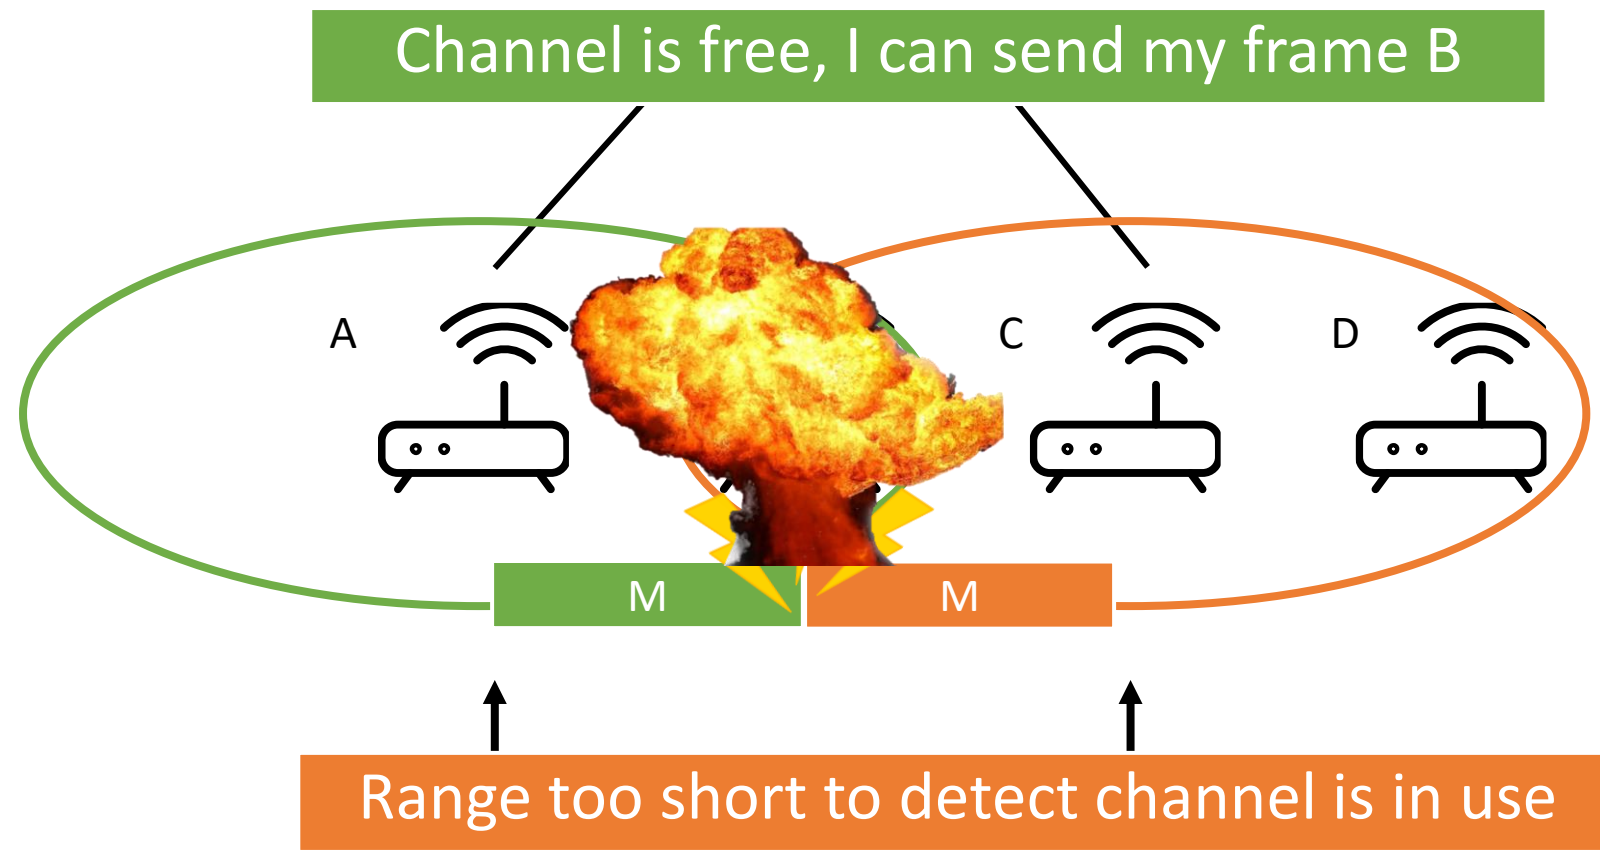 Channel is free, I can send my frame B
A
C
D
M
M
Range too short to detect channel is in use